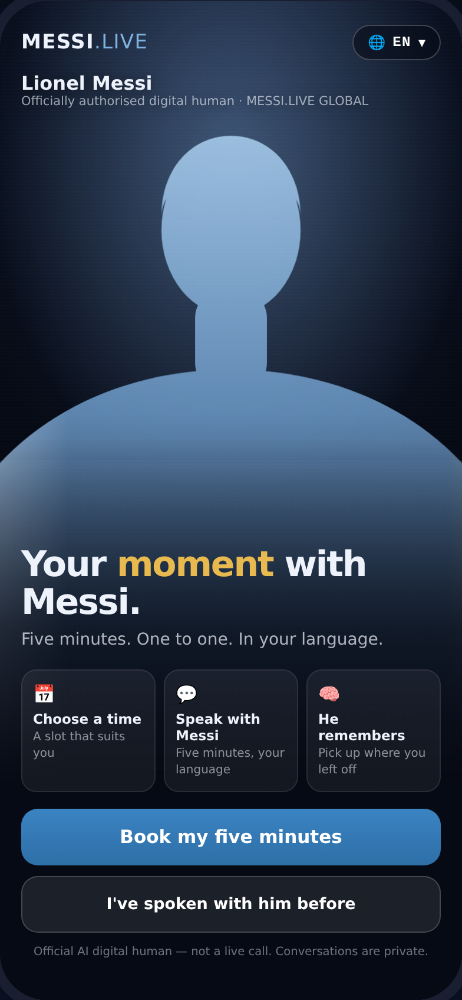 MESSI.LIVE
🌐 EN ▼
Lionel Messi
Officially authorised digital human · MESSI.LIVE GLOBAL
Your moment with
Messi.
Five minutes. One to one. In your language.
July
17
Choose a time
A slot that suits
you
💬
Speak with
Messi
Five minutes, your
language
🧠
He
remembers
Pick up where you
left off
Book my five minutes
I've spoken with him before
Official AI digital human — not a live call. Conversations are private.